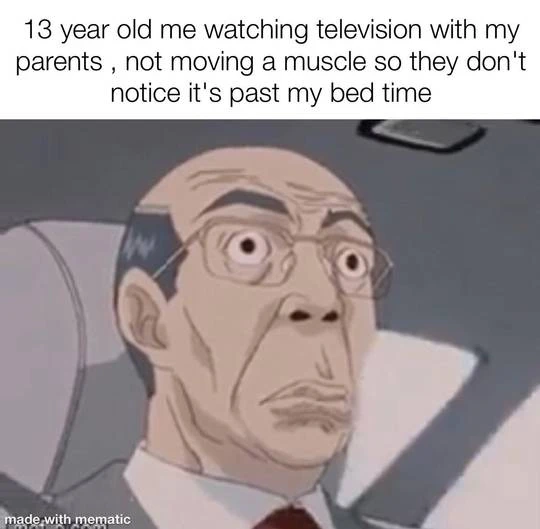 13 year old me watching television with my
parents , not moving a muscle so they don't
notice it's past my bed time
made with mematic